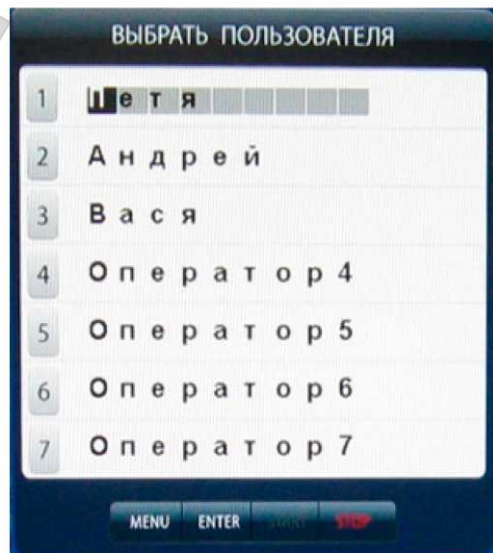 ВЫБРАТЬ ПОЛЬЗОВАТЕЛЯ
1 Петя
2 Андрей
3 Вася
4 Оператор4
5 Оператор5
6 Оператор6
7 Оператор7
MENU ENTER START STOP